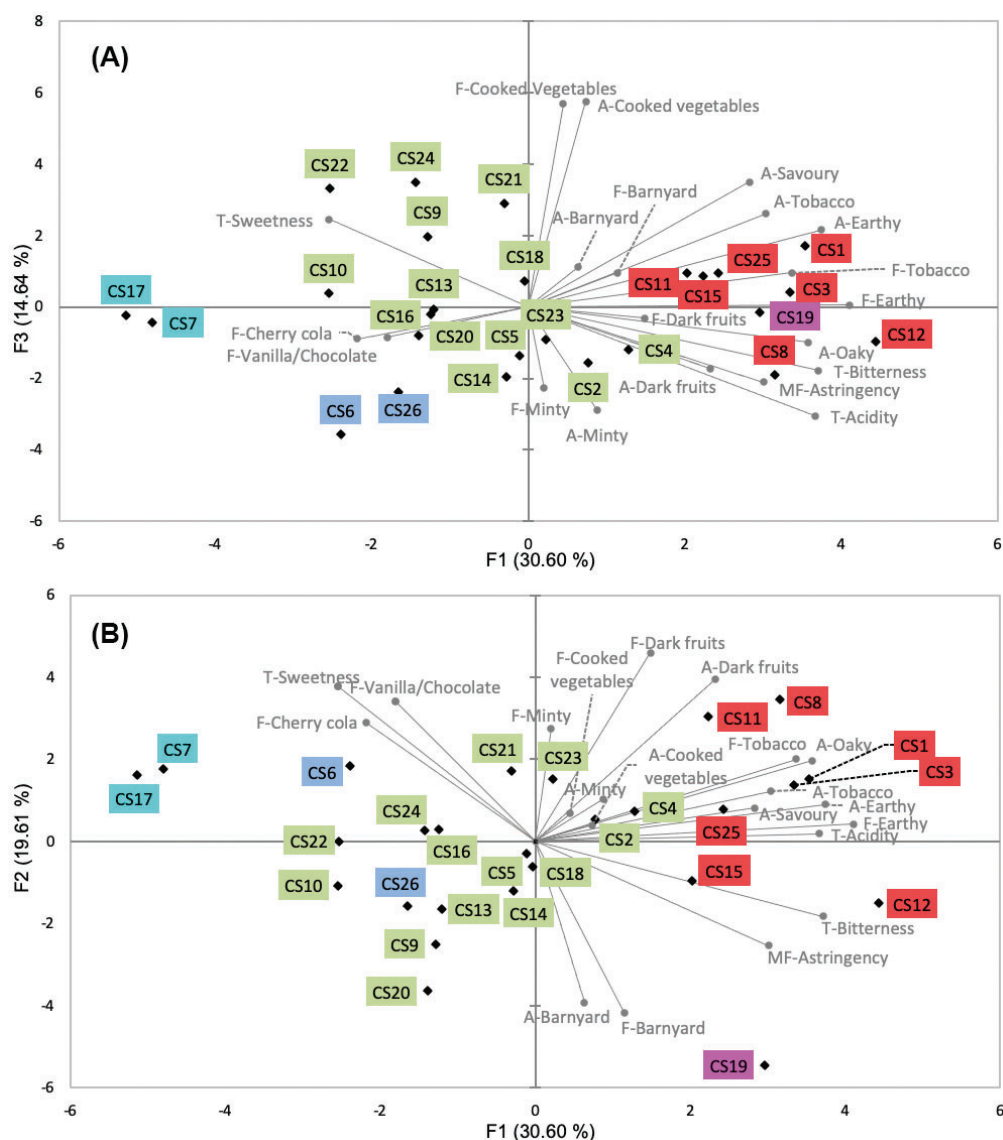 8
(A)
F-Cooked Vegetables
A-Cooked vegetables
6
CS22
CS24
CS21
4
A-Savoury
F-Barnyard
A-Tobacco
A-Barnyard
A-Earthy
T-Sweetness
CS9
2
CS18
CS25
CS1
CS10
CS13
CS11
F-Tobacco
CS17
CS15
CS3
F3 (14.64 %)
0
CS7
CS16
CS23
CS19
F-Earthy
F-Cherry cola
CS20
CS5
F-Dark fruits
CS12
F-Vanilla/Chocolate
CS4
CS8
A-Oaky
T-Bitterness
-2
CS14
CS2
A-Dark fruits
MF-Astringency
CS6
CS26
F-Minty
T-Acidity
A-Minty
-4
-6
-6
-4
-2
0
2
4
6
F1 (30.60 %)
6
(B)
F-Dark fruits
F-Cooked
vegetables
A-Dark fruits
T-Sweetness
F-Vanilla/Chocolate
4
F-Cherry cola
F-Minty
CS11
CS8
CS7
CS6
CS21
CS23
F-Tobacco
A-Oaky
CS1
2
A-Cooked
vegetables
CS3
CS17
A-Minty
A-Tobacco
CS24
CS4
A-Savoury
A-Earthy
F-Earthy
F2 (19.61 %)
0
CS22
CS16
CS2
CS25
T-Acidity
CS10
CS26
CS5
CS18
CS15
CS13
CS14
CS12
T-Bitterness
-2
CS9
MF-Astringency
CS20
-4
A-Barnyard
F-Barnyard
CS19
-6
-6
-4
-2
0
2
4
6
F1 (30.60 %)